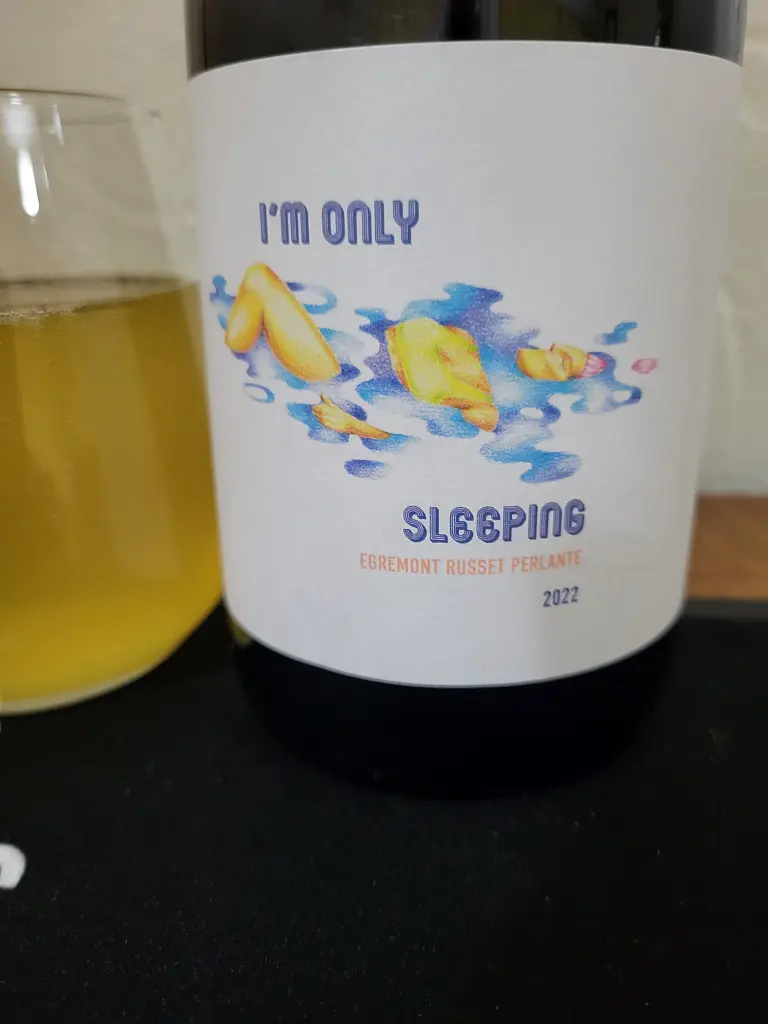 I'M ONLY
SLEEPING
EGREMONT RUSSET PERLANTE
2022